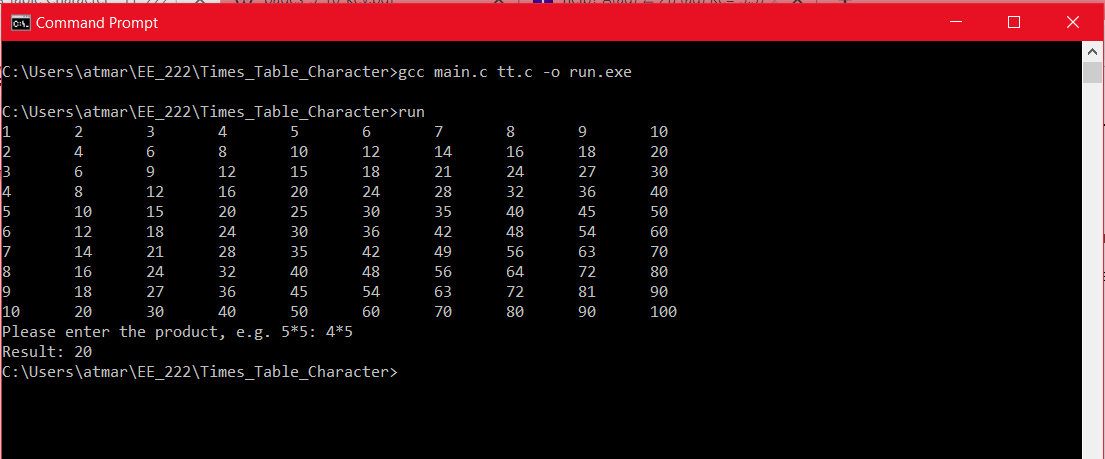 Command Prompt
C:\Users\atmar\EE_222\Times_Table_Character>gcc main.c tt.c -o run.exe
C:\Users\atmar\EE_222\Times_Table_Character>run
1 2 3 4 5 6 7 8 9 10
2 4 6 8 10 12 14 16 18 20
3 6 9 12 15 18 21 24 27 30
4 8 12 16 20 24 28 32 36 40
5 10 15 20 25 30 35 40 45 50
6 12 18 24 30 36 42 48 54 60
7 14 21 28 35 42 49 56 63 70
8 16 24 32 40 48 56 64 72 80
9 18 27 36 45 54 63 72 81 90
10 20 30 40 50 60 70 80 90 100
Please enter the product, e.g. 5*5: 4*5
Result: 20
C:\Users\atmar\EE_222\Times_Table_Character>